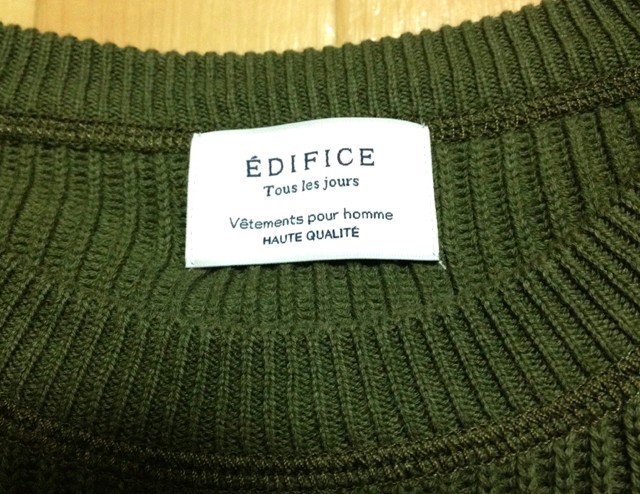 ÉDIFICE
Tous les jours
Vêtements pour homme
HAUTE QUALITÉ